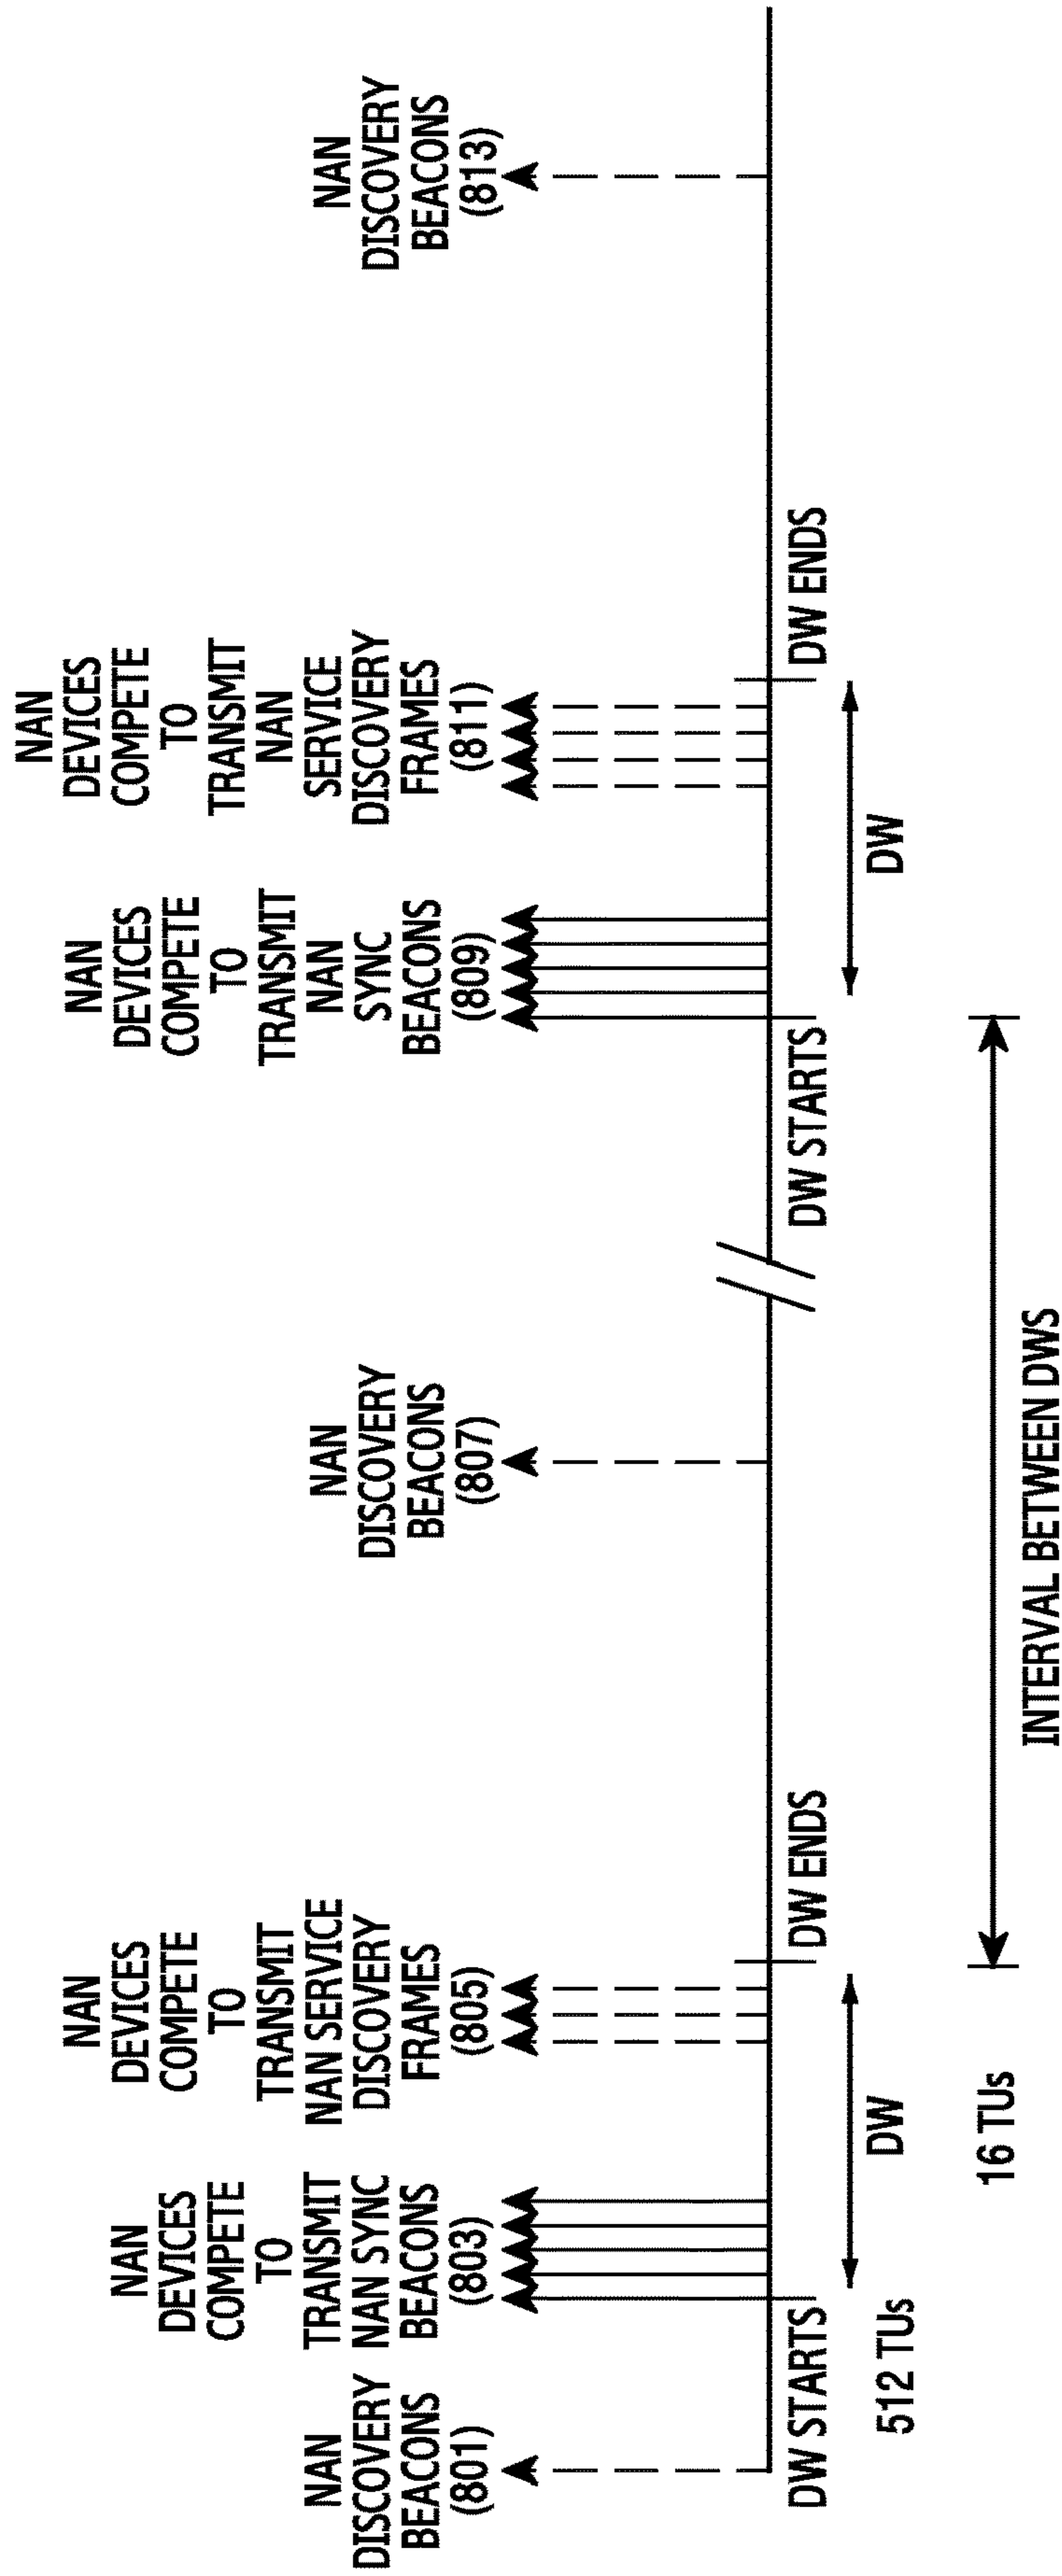 NAN
DISCOVERY
BEACONS
(801)
NAN
DEVICES
COMPETE
TO
TRANSMIT
NAN SYNC
BEACONS
(803)
NAN
DEVICES
COMPETE
TO
TRANSMIT
NAN SERVICE
DISCOVERY
FRAMES
(805)
NAN
DISCOVERY
BEACONS
(807)
NAN
DEVICES
COMPETE
TO
TRANSMIT
NAN
SYNC
BEACONS
(809)
NAN
DEVICES
COMPETE
TO
TRANSMIT
NAN
SERVICE
DISCOVERY
FRAMES
(811)
NAN
DISCOVERY
BEACONS
(813)
DW STARTS
DW ENDS
DW STARTS
DW ENDS
DW
DW
512 TUs
16 TUs
INTERVAL BETWEEN DWS